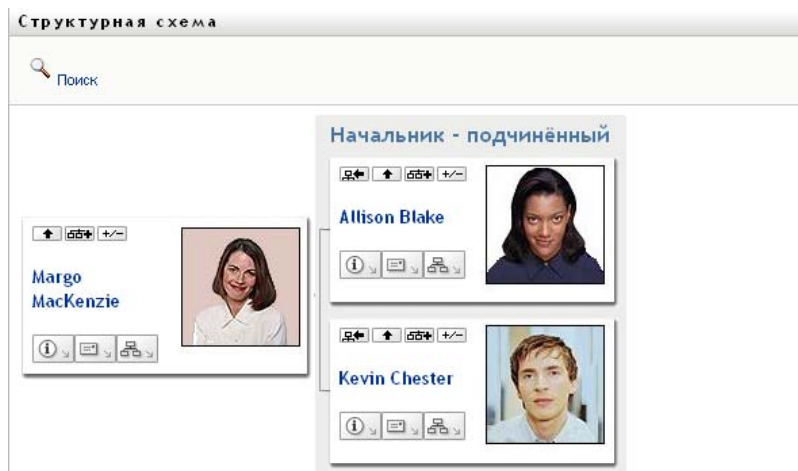 Структурная схема
Поиск
Начальник - подчинённый
+/-
Margo
MacKenzie
+/-
Allison Blake
+/-
Kevin Chester